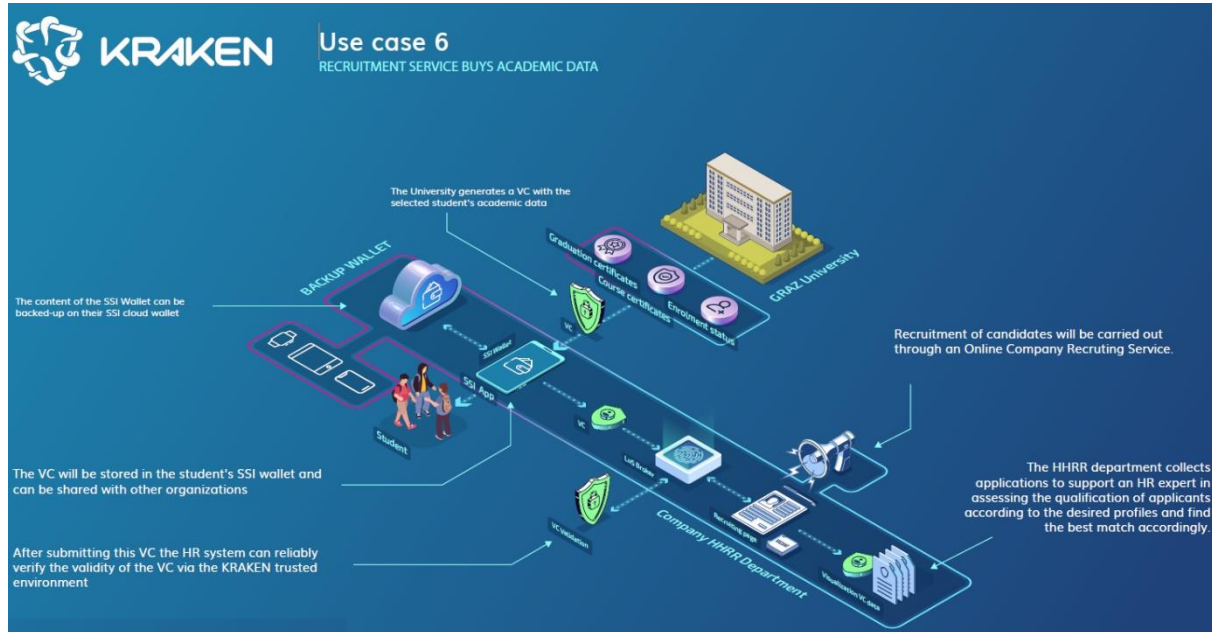 KRAKEN
Use case 6
RECRUITMENT SERVICE BUYS ACADEMIC DATA
The University generates a VC with the
selected student's academic data
BACKUP WALLET
Graduation certificates
Course certificates
Enrolment status
GRAZ University
The content of the SSI Wallet can be
backed-up on their SSI cloud wallet
VC
SSI Wallet
SSI App
Student
Recruitment of candidates will be carried out
through an Online Company Recruting Service.
VC
L1G Broker
The VC will be stored in the student's SSI wallet and
can be shared with other organizations
The HHRR department collects
applications to support an HR expert in
assessing the qualification of applicants
according to the desired profiles and find
the best match accordingly.
VC Validation
Recruiting page
Company HHRR Department
Visualization VC data
After submitting this VC the HR system can reliably
verify the validity of the VC via the KRAKEN trusted
environment